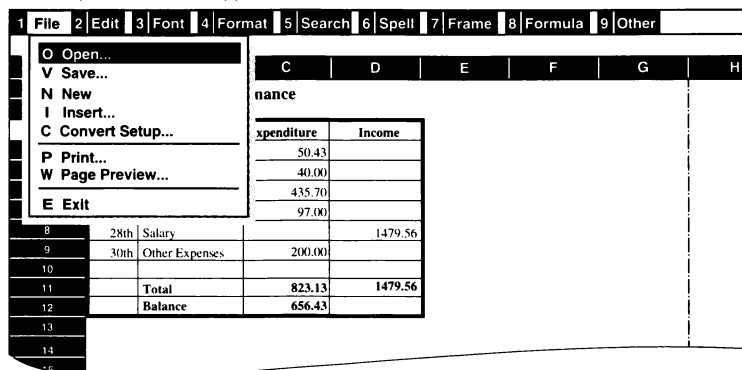 1 File 2 Edit 3 Font 4 Format 5 Search 6 Spell 7 Frame 8 Formula 9 Other
O Open...
V Save...
N New
I Insert...
C Convert Setup...
P Print...
W Page Preview...
E Exit
C D E F G H
nance
xpenditure Income
50.43
40.00
435.70
97.00
8 28th Salary 1479.56
9 30th Other Expenses 200.00
10
11 Total 823.13 1479.56
12 Balance 656.43
13
14